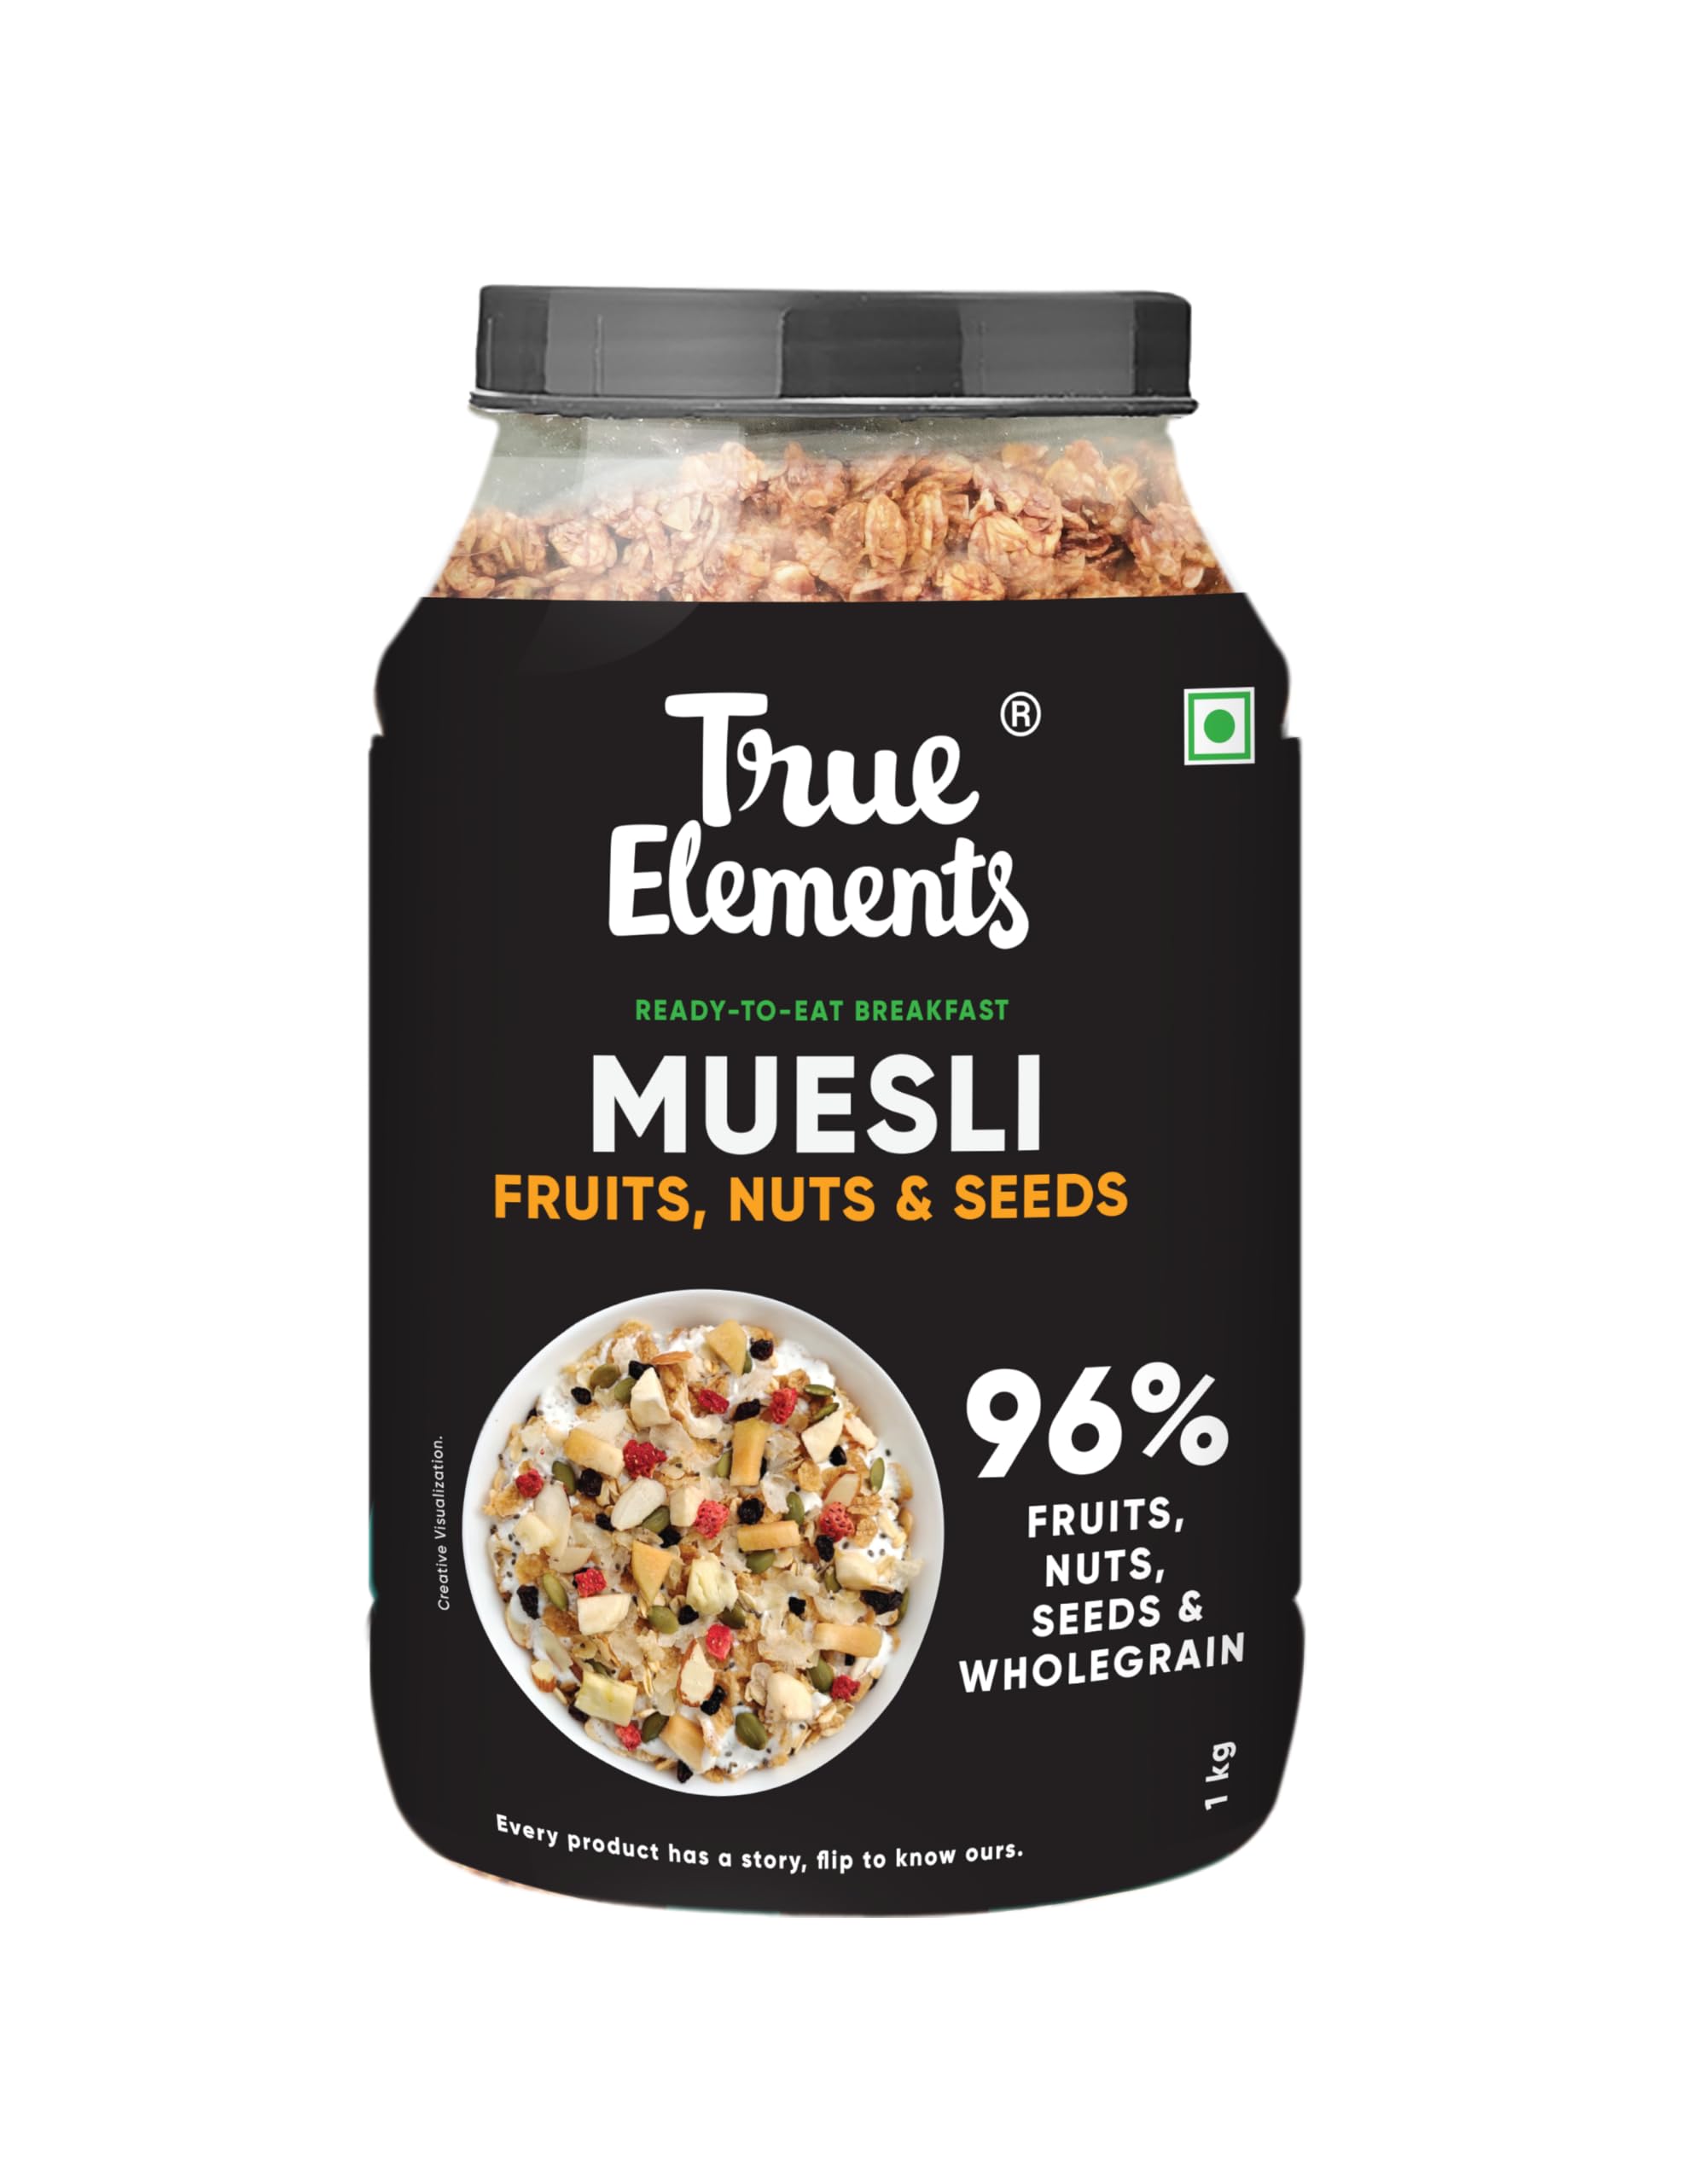 True ®
Elements
READY-TO-EAT BREAKFAST
MUESLI
FRUITS, NUTS & SEEDS
96%
FRUITS,
NUTS,
SEEDS &
WHOLEGRAIN
Creative Visualization.
1 kg
Every product has a story, flip to know ours.